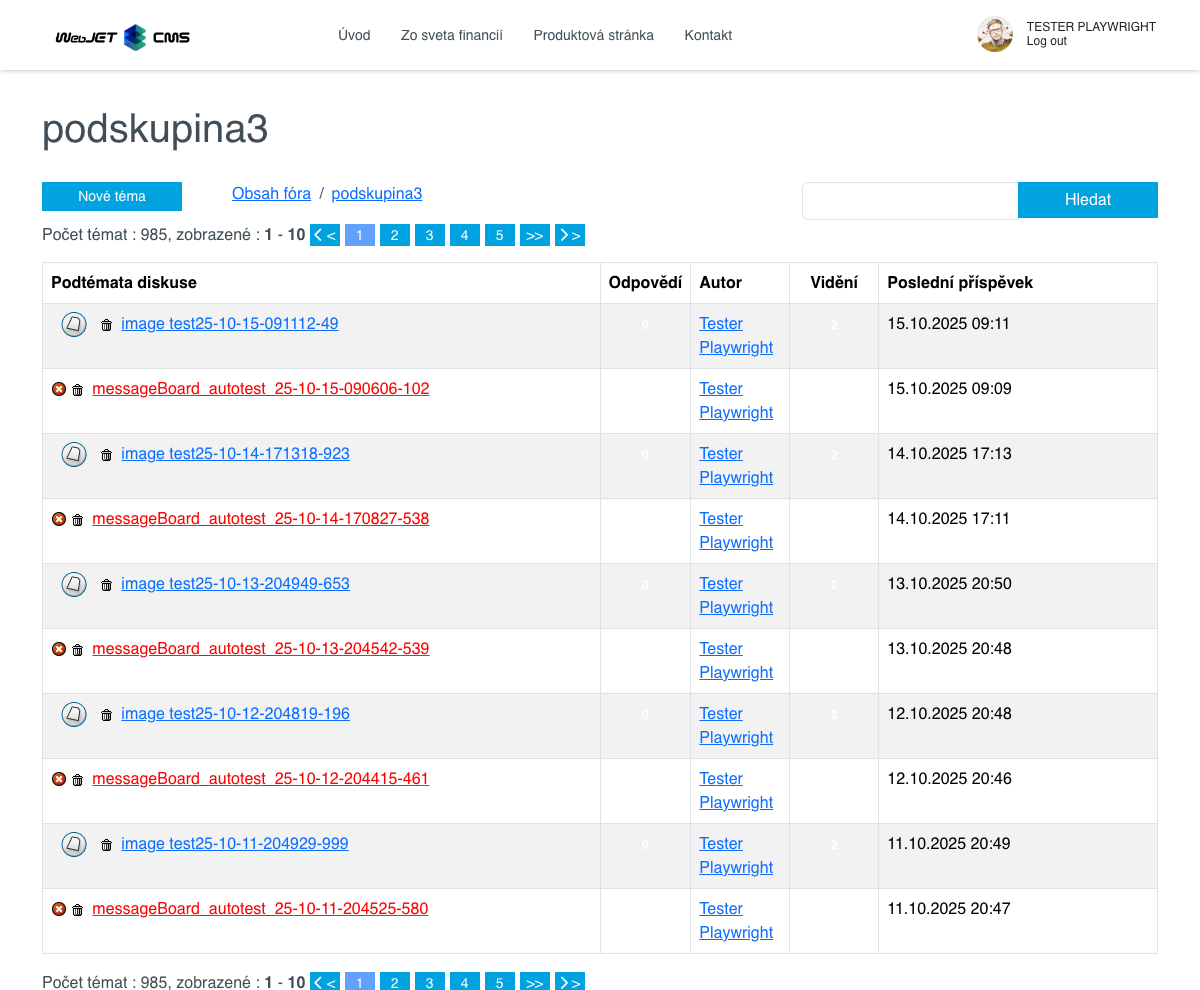 WebJET CMS
Úvod Zo sveta financií Produktová stránka Kontakt
TESTER PLAYWRIGHT
Log out
podskupina3
Nové téma
Obsah fóra / podskupina3
Hledat
Počet témat : 985, zobrazené : 1 - 10 < 1 2 3 4 5 >> >
Podtémata diskuse Odpovědí Autor Vidění Poslední příspěvek
image test25-10-15-091112-49 0 Tester 2 15.10.2025 09:11
Playwright
messageBoard_autotest_25-10-15-090606-102 Tester 15.10.2025 09:09
Playwright
image test25-10-14-171318-923 0 Tester 2 14.10.2025 17:13
Playwright
messageBoard_autotest_25-10-14-170827-538 Tester 14.10.2025 17:11
Playwright
image test25-10-13-204949-653 0 Tester 2 13.10.2025 20:50
Playwright
messageBoard_autotest_25-10-13-204542-539 Tester 13.10.2025 20:48
Playwright
image test25-10-12-204819-196 0 Tester 2 12.10.2025 20:48
Playwright
messageBoard_autotest_25-10-12-204415-461 Tester 12.10.2025 20:46
Playwright
image test25-10-11-204929-999 0 Tester 2 11.10.2025 20:49
Playwright
messageBoard_autotest_25-10-11-204525-580 Tester 11.10.2025 20:47
Playwright
Počet témat : 985, zobrazené : 1 - 10 < 1 2 3 4 5 >> >